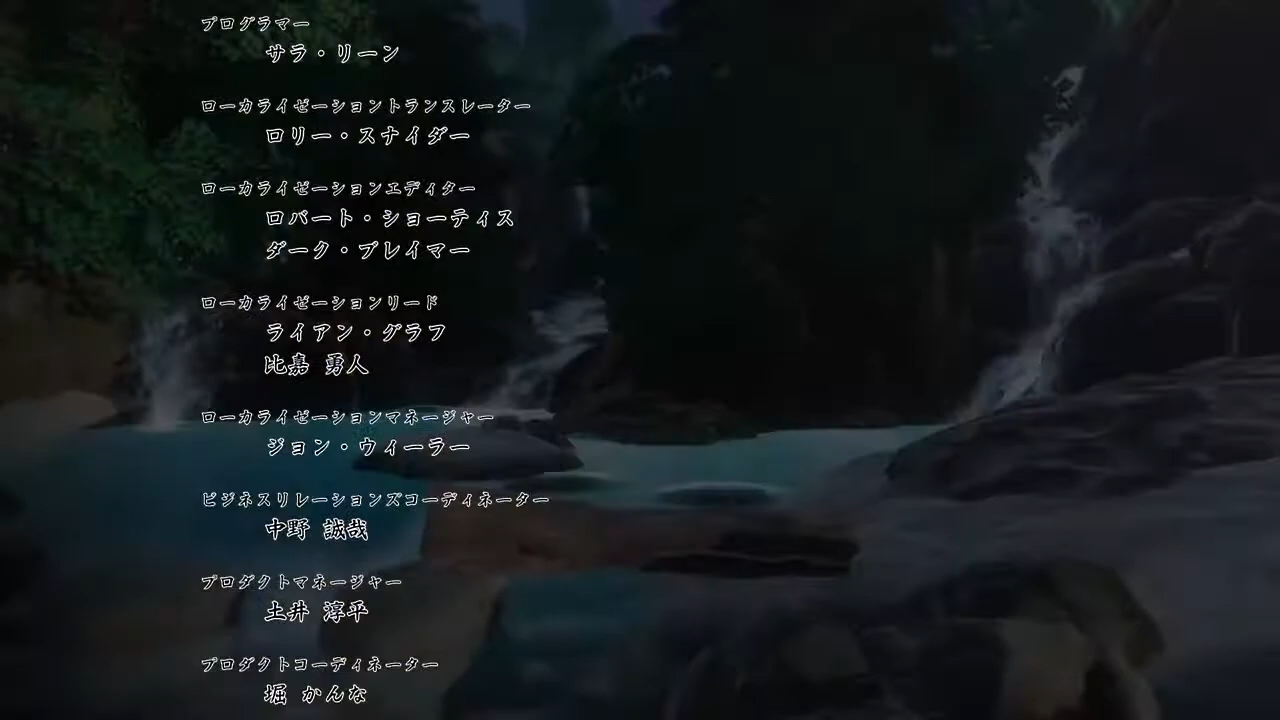 プログラマー
サラ・リーン
ローカライゼーショントランスレーター
ロリー・スナイダー
ローカライゼーションエディター
ロバート・ショーティス
ダーク・ブレイマー
ローカライゼーションリード
ライアン・グラフ
比嘉 勇人
ローカライゼーションマネージャー
ジョン・ウィーラー
ビジネスリレーションズコーディネーター
中野 誠哉
プロダクトマネージャー
土井 淳平
プロダクトコーディネーター
堀 かんな